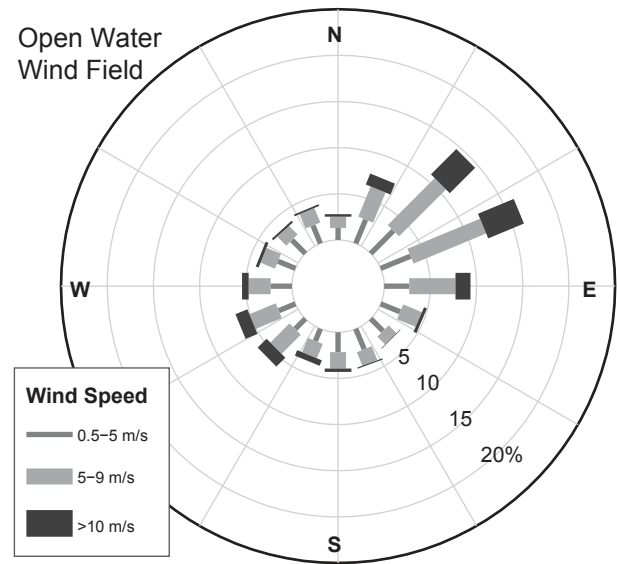 Open Water
Wind Field
N
W
E
5
10
15
20%
S
Wind Speed
0.5–5 m/s
5–9 m/s
>10 m/s